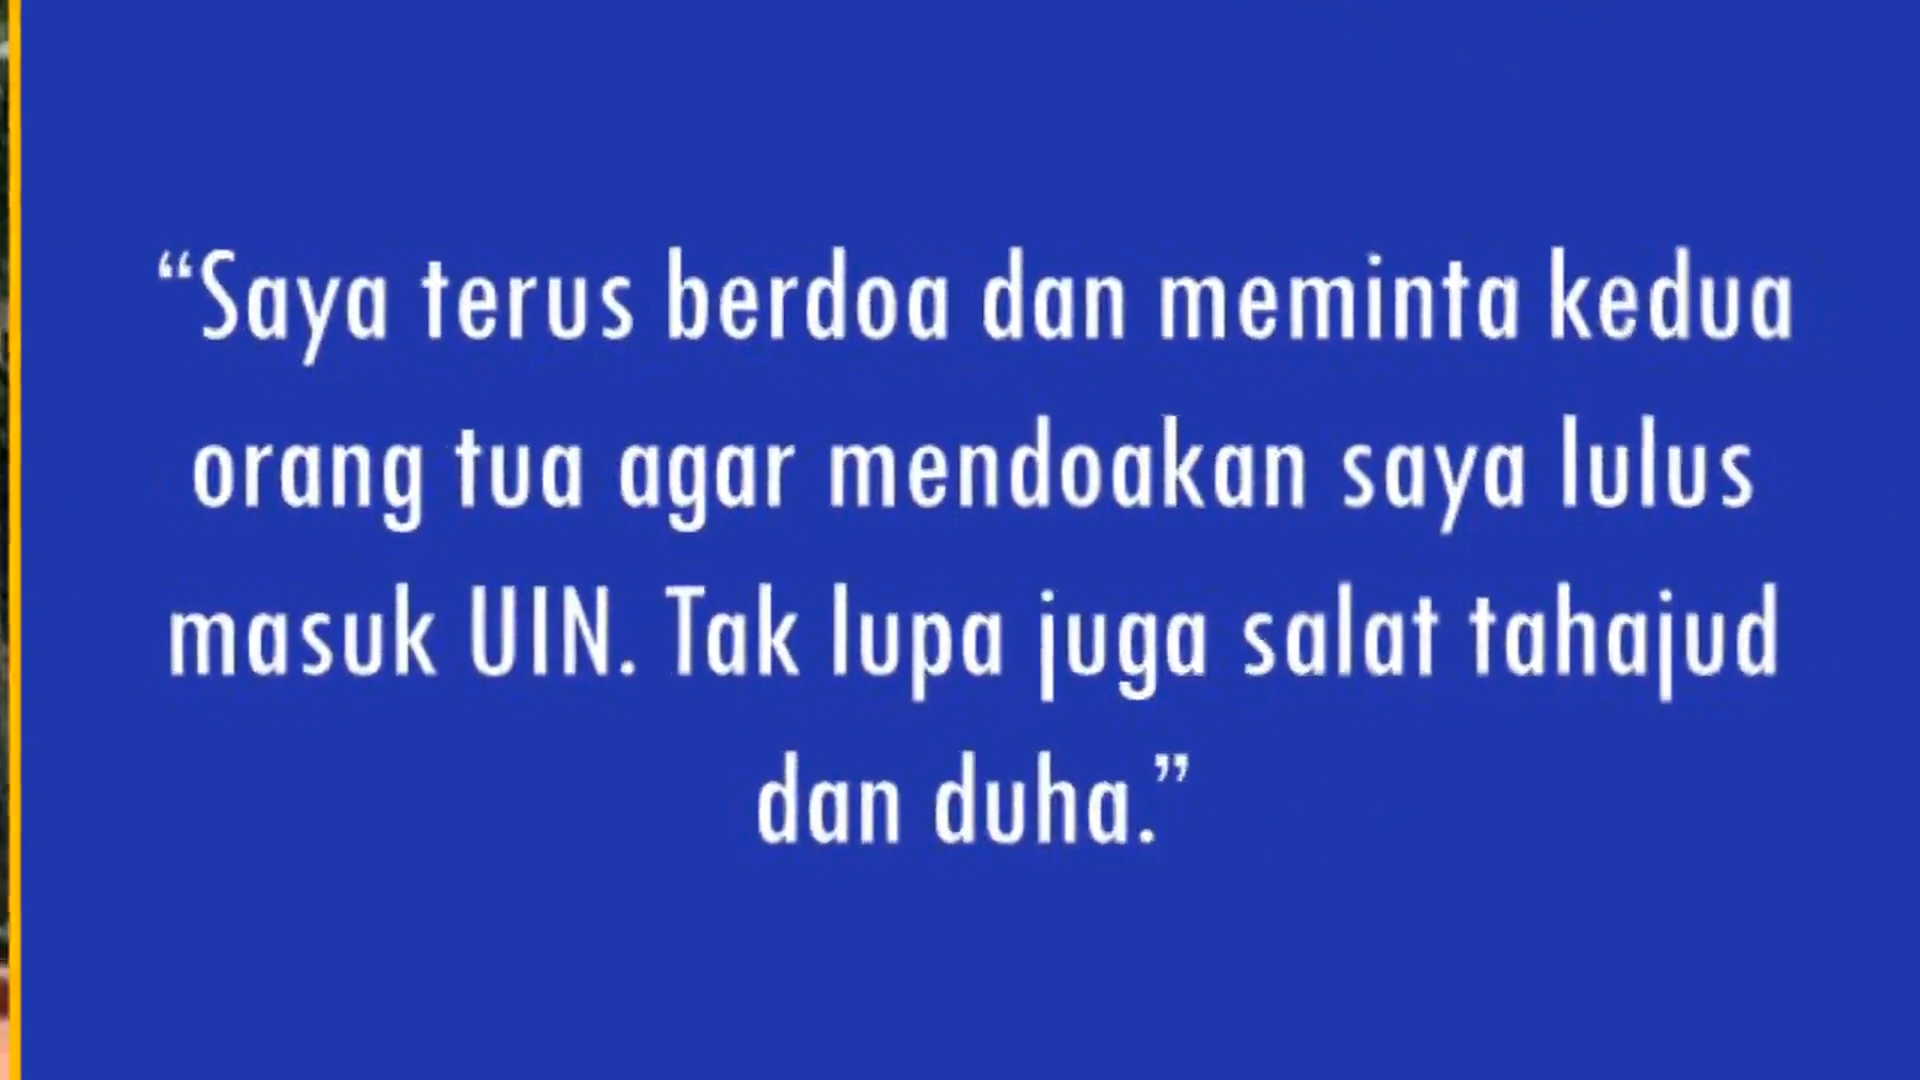 “Saya terus berdoa dan meminta kedua
orang tua agar mendoakan saya lulus
masuk UIN. Tak lupa juga salat tahajud
dan duha.”